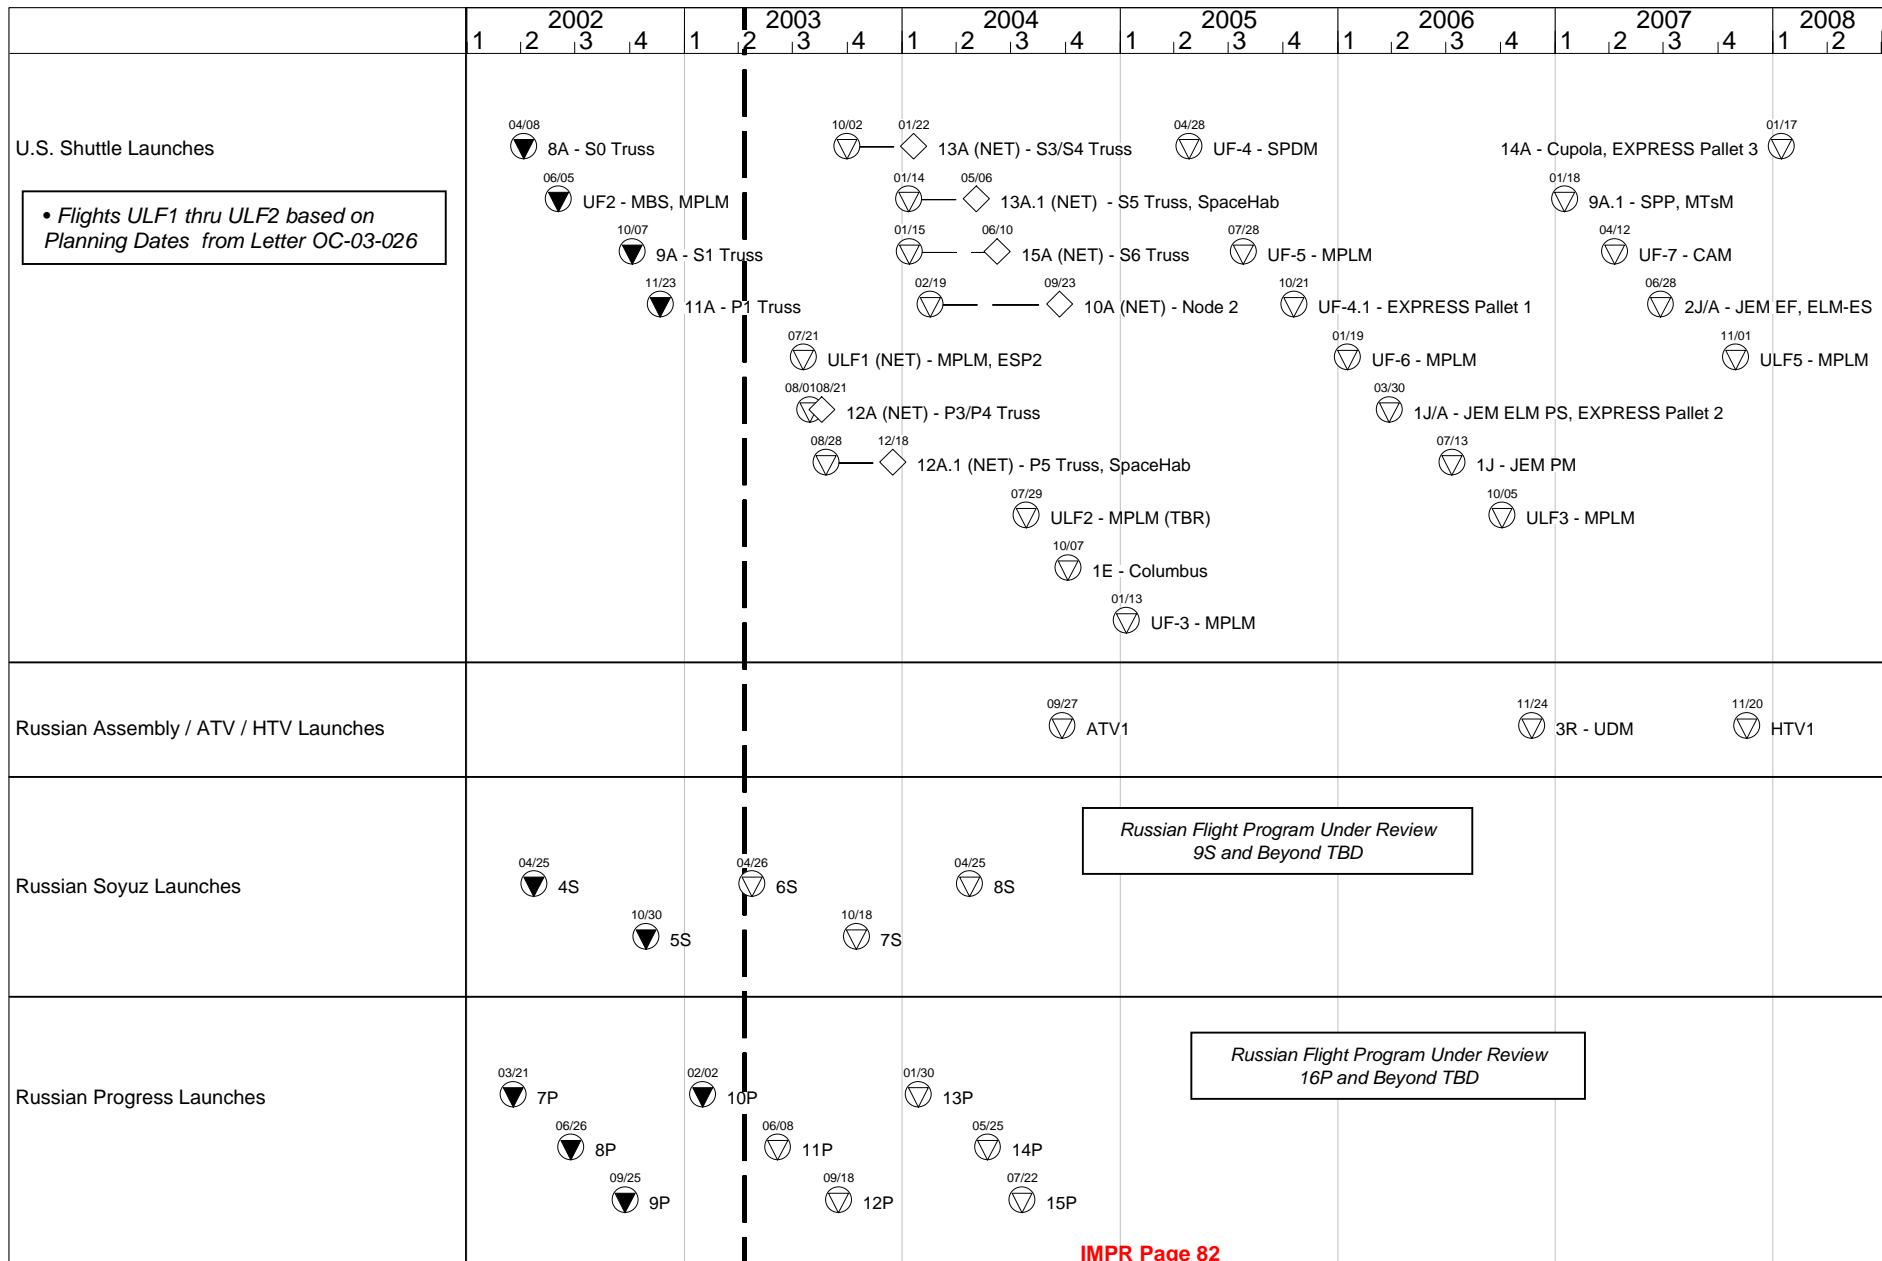 2002 2003 2004 2005 2006 2007 2008
1 2 3 4 1 2 3 4 1 2 3 4 1 2 3 4 1 2 3 4 1 2 3 4 1 2
U.S. Shuttle Launches
• Flights ULF1 thru ULF2 based on
Planning Dates from Letter OC-03-026
04/08 10/02 01/22 04/28 01/17
8A - S0 Truss 13A (NET) - S3/S4 Truss UF-4 - SPDM 14A - Cupola, EXPRESS Pallet 3
06/05 01/14 05/06 01/18
UF2 - MBS, MPLM 13A.1 (NET) - S5 Truss, SpaceHab 9A.1 - SPP, MTsM
10/07 01/15 06/10 07/28 04/12
9A - S1 Truss 15A (NET) - S6 Truss UF-5 - MPLM UF-7 - CAM
11/23 02/19 09/23 10/21 06/28
11A - P1 Truss 10A (NET) - Node 2 UF-4.1 - EXPRESS Pallet 1 2J/A - JEM EF, ELM-ES
07/21 01/19 11/01
ULF1 (NET) - MPLM, ESP2 UF-6 - MPLM ULF5 - MPLM
08/01 08/21 03/30
12A (NET) - P3/P4 Truss 1J/A - JEM ELM PS, EXPRESS Pallet 2
08/28 12/18 07/13
12A.1 (NET) - P5 Truss, SpaceHab 1J - JEM PM
07/29 10/05
ULF2 - MPLM (TBR) ULF3 - MPLM
10/07
1E - Columbus
01/13
UF-3 - MPLM
Russian Assembly / ATV / HTV Launches
09/27 11/24 11/20
ATV1 3R - UDM HTV1
Russian Flight Program Under Review
9S and Beyond TBD
Russian Soyuz Launches
04/25 04/26 04/25
4S 6S 8S
10/30 10/18
5S 7S
Russian Flight Program Under Review
16P and Beyond TBD
Russian Progress Launches
03/21 02/02 01/30
7P 10P 13P
06/26 06/08 05/25
8P 11P 14P
09/25 09/18 07/22
9P 12P 15P
IMPR Page 82